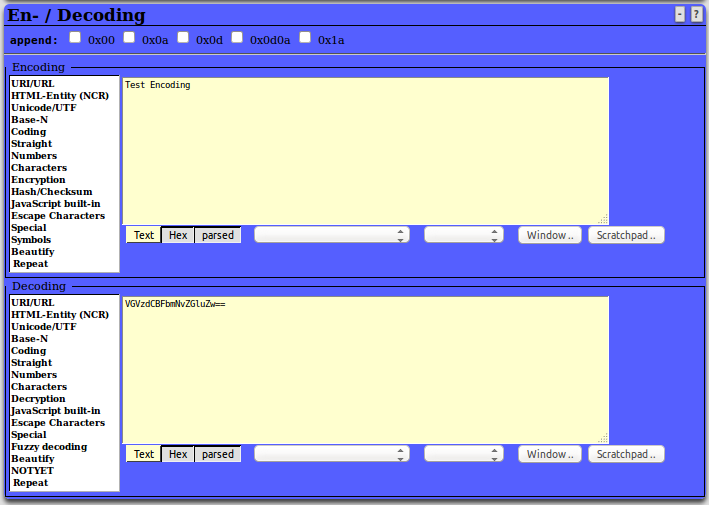 En- / Decoding - ?
append: 0x00 0x0a 0x0d 0x0d0a 0x1a
Encoding
URI/URL
HTML-Entity (NCR)
Unicode/UTF
Base-N
Coding
Straight
Numbers
Characters
Encryption
Hash/Checksum
JavaScript built-in
Escape Characters
Special
Symbols
Beautify
Repeat
Test Encoding
Text Hex parsed Window.. Scratchpad..
Decoding
URI/URL
HTML-Entity (NCR)
Unicode/UTF
Base-N
Coding
Straight
Numbers
Characters
Decryption
JavaScript built-in
Escape Characters
Special
Fuzzy decoding
Beautify
NOTYET
Repeat
VGVzdCBFbmNvZGluZw==
Text Hex parsed Window.. Scratchpad..